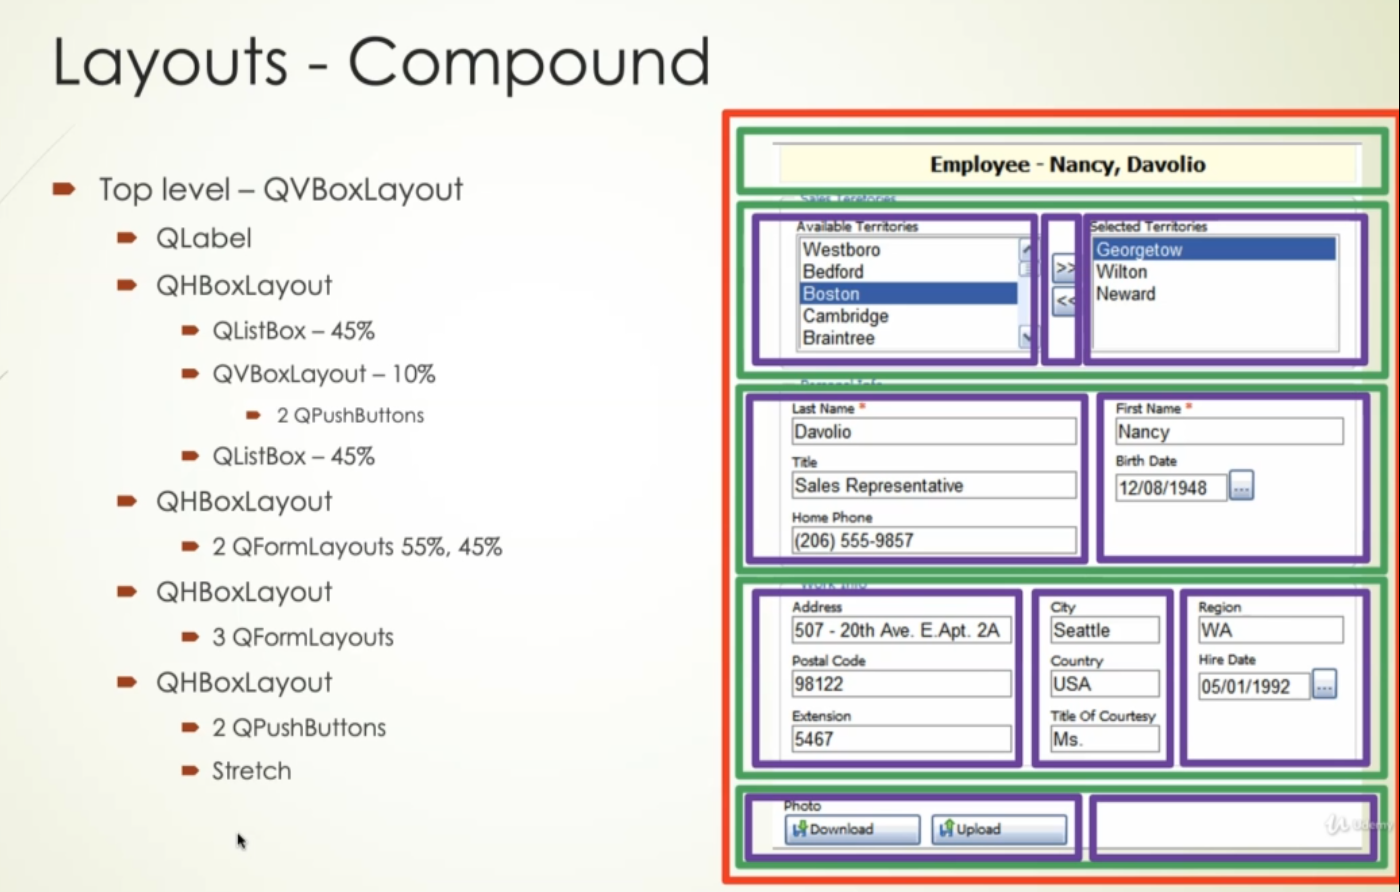 Layouts - Compound
Top level – QVBoxLayout
QLabel
QHBoxLayout
QListBox – 45%
QVBoxLayout – 10%
2 QPushButtons
QListBox – 45%
QHBoxLayout
2 QFormLayouts 55%, 45%
QHBoxLayout
3 QFormLayouts
QHBoxLayout
2 QPushButtons
Stretch
Employee - Nancy, Davolio
Sales Territories
Available Territories
Westboro
Bedford
Boston
Cambridge
Braintree
>>
<<
Selected Territories
Georgetow
Wilton
Neward
Personal Info
Last Name *
Davolio
Title
Sales Representative
Home Phone
(206) 555-9857
First Name *
Nancy
Birth Date
12/08/1948 ...
Work Info
Address
507 - 20th Ave. E.Apt. 2A
Postal Code
98122
Extension
5467
City
Seattle
Country
USA
Title Of Courtesy
Ms.
Region
WA
Hire Date
05/01/1992 ...
Photo
Download Upload
Udemy